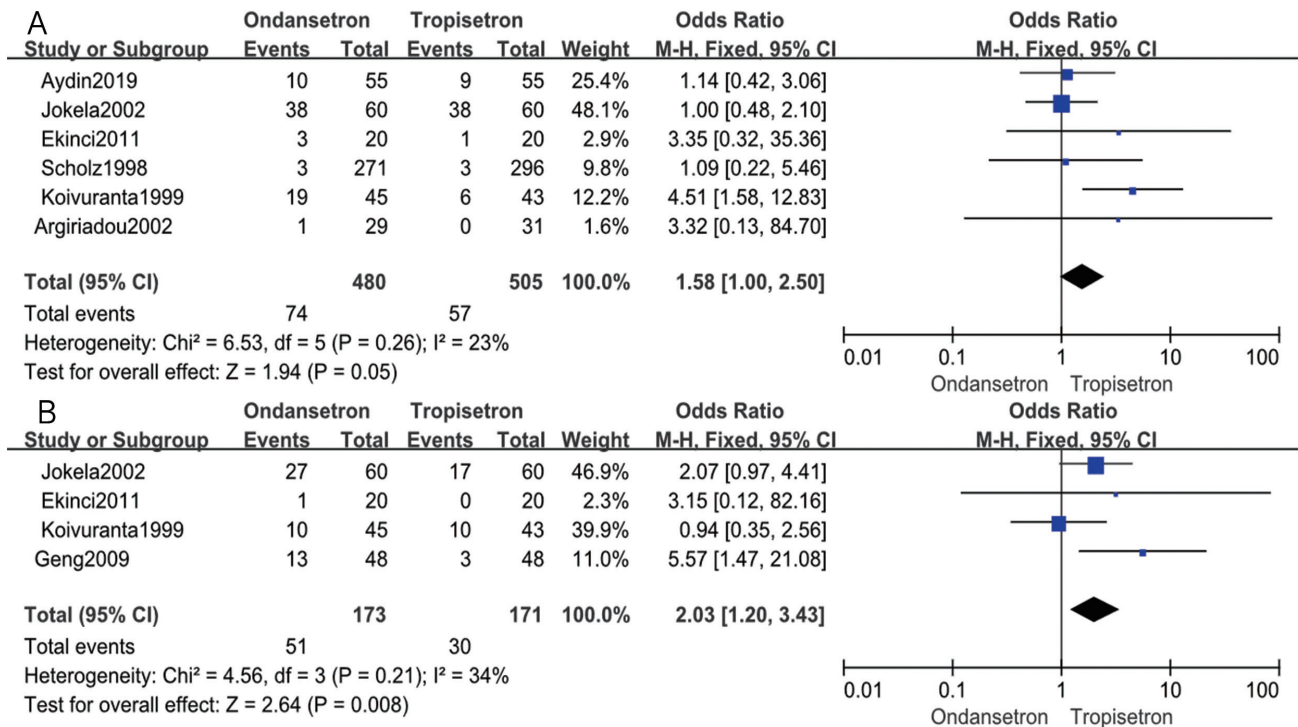 A
Ondansetron Tropisetron Odds Ratio Odds Ratio
Study or Subgroup Events Total Events Total Weight M-H, Fixed, 95% CI M-H, Fixed, 95% CI
Aydin2019 10 55 9 55 25.4% 1.14 [0.42, 3.06]
Jokela2002 38 60 38 60 48.1% 1.00 [0.48, 2.10]
Ekinci2011 3 20 1 20 2.9% 3.35 [0.32, 35.36]
Scholz1998 3 271 3 296 9.8% 1.09 [0.22, 5.46]
Koivuranta1999 19 45 6 43 12.2% 4.51 [1.58, 12.83]
Argiriadou2002 1 29 0 31 1.6% 3.32 [0.13, 84.70]
Total (95% CI) 480 505 100.0% 1.58 [1.00, 2.50]
Total events 74 57
Heterogeneity: Chi² = 6.53, df = 5 (P = 0.26); I² = 23%
Test for overall effect: Z = 1.94 (P = 0.05)
0.01 0.1 1 10 100
Ondansetron Tropisetron
B
Ondansetron Tropisetron Odds Ratio Odds Ratio
Study or Subgroup Events Total Events Total Weight M-H, Fixed, 95% CI M-H, Fixed, 95% CI
Jokela2002 27 60 17 60 46.9% 2.07 [0.97, 4.41]
Ekinci2011 1 20 0 20 2.3% 3.15 [0.12, 82.16]
Koivuranta1999 10 45 10 43 39.9% 0.94 [0.35, 2.56]
Geng2009 13 48 3 48 11.0% 5.57 [1.47, 21.08]
Total (95% CI) 173 171 100.0% 2.03 [1.20, 3.43]
Total events 51 30
Heterogeneity: Chi² = 4.56, df = 3 (P = 0.21); I² = 34%
Test for overall effect: Z = 2.64 (P = 0.008)
0.01 0.1 1 10 100
Ondansetron Tropisetron